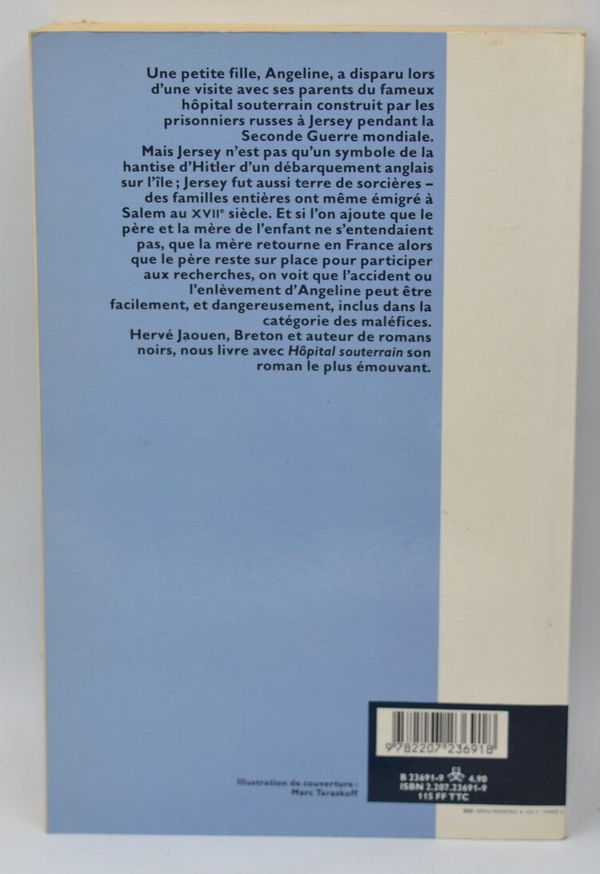 Une petite fille, Angeline, a disparu lors
d'une visite avec ses parents du fameux
hôpital souterrain construit par les
prisonniers russes à Jersey pendant la
Seconde Guerre mondiale.
Mais Jersey n'est pas qu'un symbole de la
hantise d'Hitler d'un débarquement anglais
sur l'île ; Jersey fut aussi terre de sorcières –
des familles entières ont même émigré à
Salem au XVIIe siècle. Et si l'on ajoute que le
père et la mère de l'enfant ne s'entendaient
pas, que la mère retourne en France alors
que le père reste sur place pour participer
aux recherches, on voit que l'accident ou
l'enlèvement d'Angeline peut être
facilement, et dangereusement, inclus dans la
catégorie des maléfices.
Hervé Jaouen, Breton et auteur de romans
noirs, nous livre avec Hôpital souterrain son
roman le plus émouvant.
9782207236918
B 23691-9 4.90
ISBN 2.207.23691-9
115 FF TTC
Illustration de couverture :
Marc Taraskoff